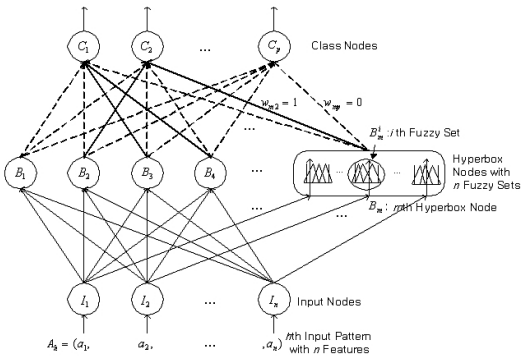 C₁ C₂ ... Cₚ Class Nodes
wₘ₂ = 1 wₘₚ = 0
Bⁱₘ : i th Fuzzy Set
...
B₁ B₂ B₃ B₄ ... ... ...
Hyperbox
Nodes with
n Fuzzy Sets
...
Bₘ : mth Hyperbox Node
I₁ I₂ ... Iₙ Input Nodes
Aₕ = (a₁, a₂, ... , aₙ) hth Input Pattern
with n Features